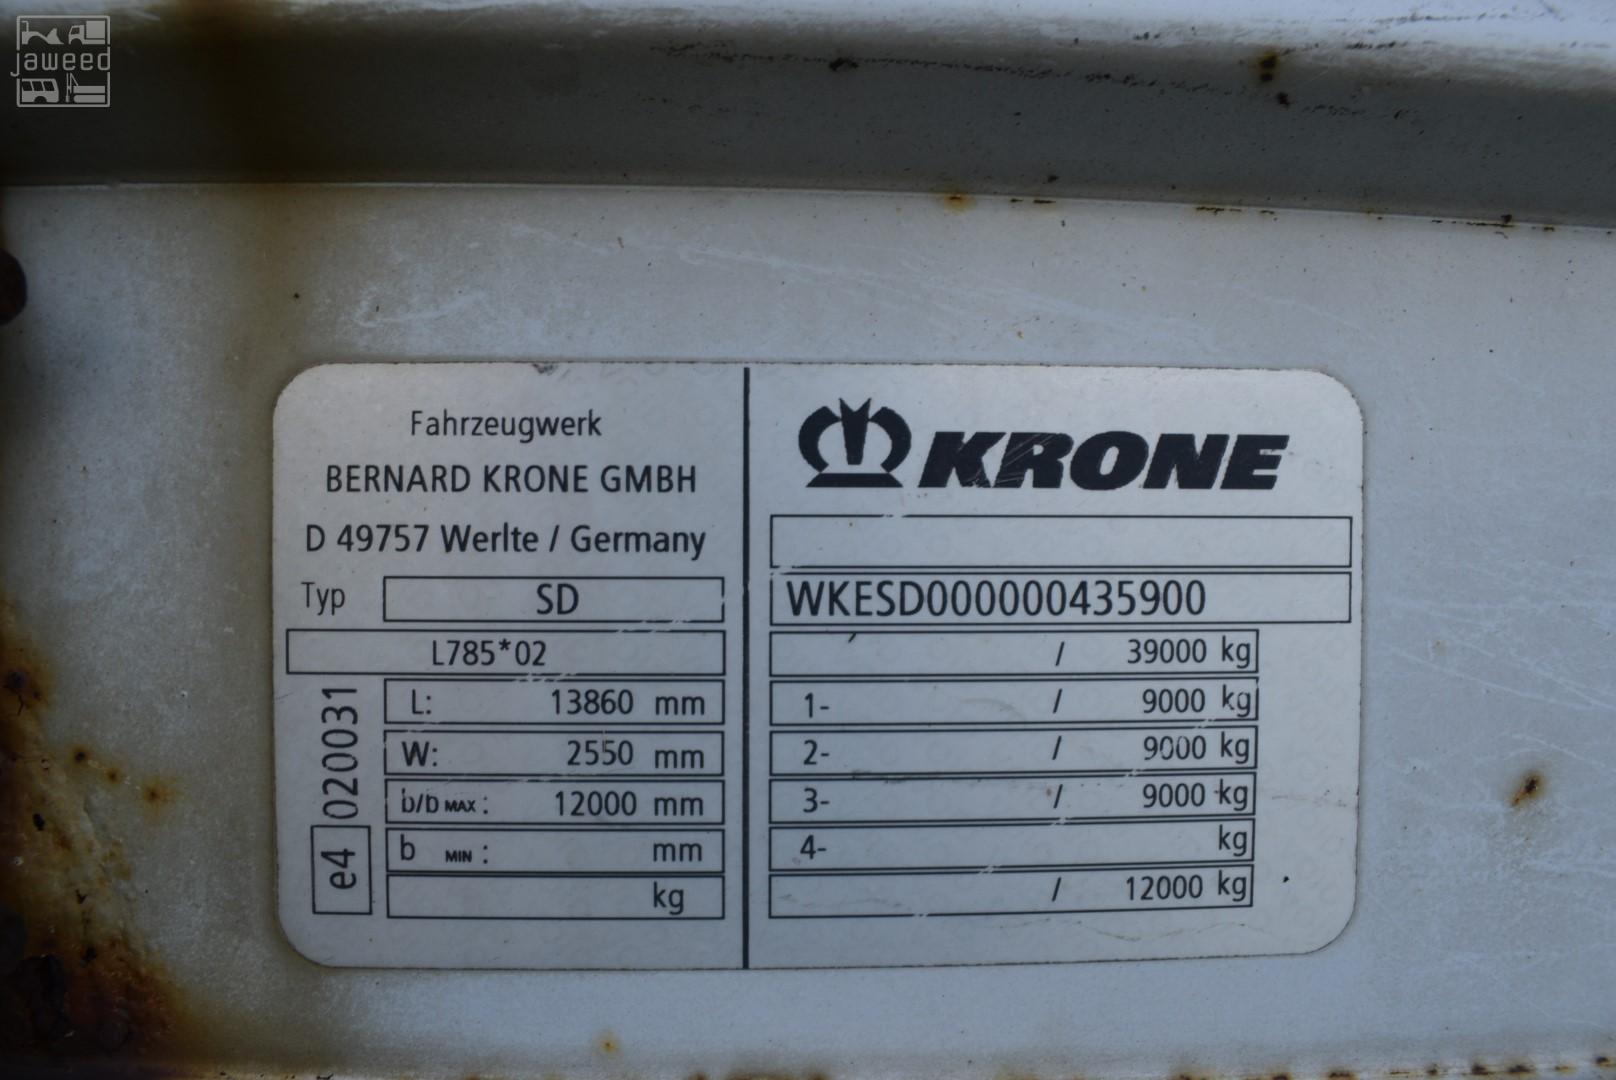 jaweed
Fahrzeugwerk
BERNARD KRONE GMBH
D 49757 Werlte / Germany
Typ SD
L785*02
e4 020031
L: 13860 mm
W: 2550 mm
b/b MAX : 12000 mm
b MIN : mm
kg
KRONE
WKESD000000435900
/ 39000 kg
1- / 9000 kg
2- / 9000 kg
3- / 9000 kg
4- kg
/ 12000 kg